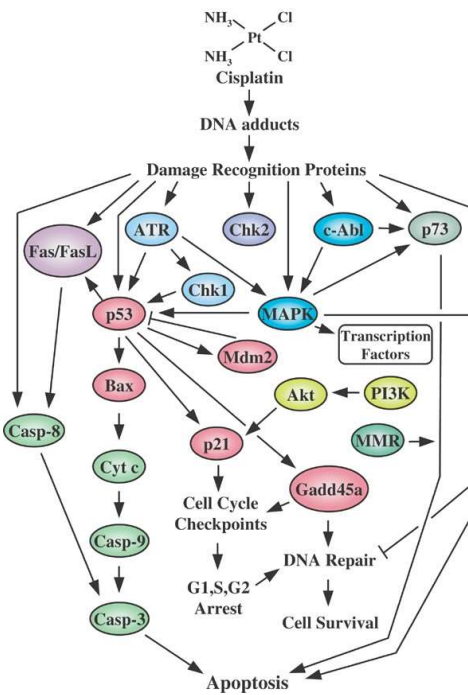 NH3 Cl
Pt
NH3 Cl
Cisplatin
DNA adducts
Damage Recognition Proteins
Fas/FasL
ATR
Chk2
c-Abl
p73
Chk1
p53
MAPK
Transcription
Factors
Mdm2
Bax
Akt
PI3K
Casp-8
p21
MMR
Cyt c
Gadd45a
Cell Cycle
Checkpoints
Casp-9
DNA Repair
G1,S,G2
Arrest
Casp-3
Cell Survival
Apoptosis